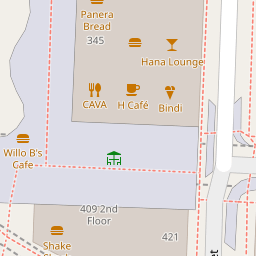 Panera
Bread
345
Hana Lounge
CAVA
H Café
Bindi
Willo B's
Cafe
409 2nd
Floor
Shake
421